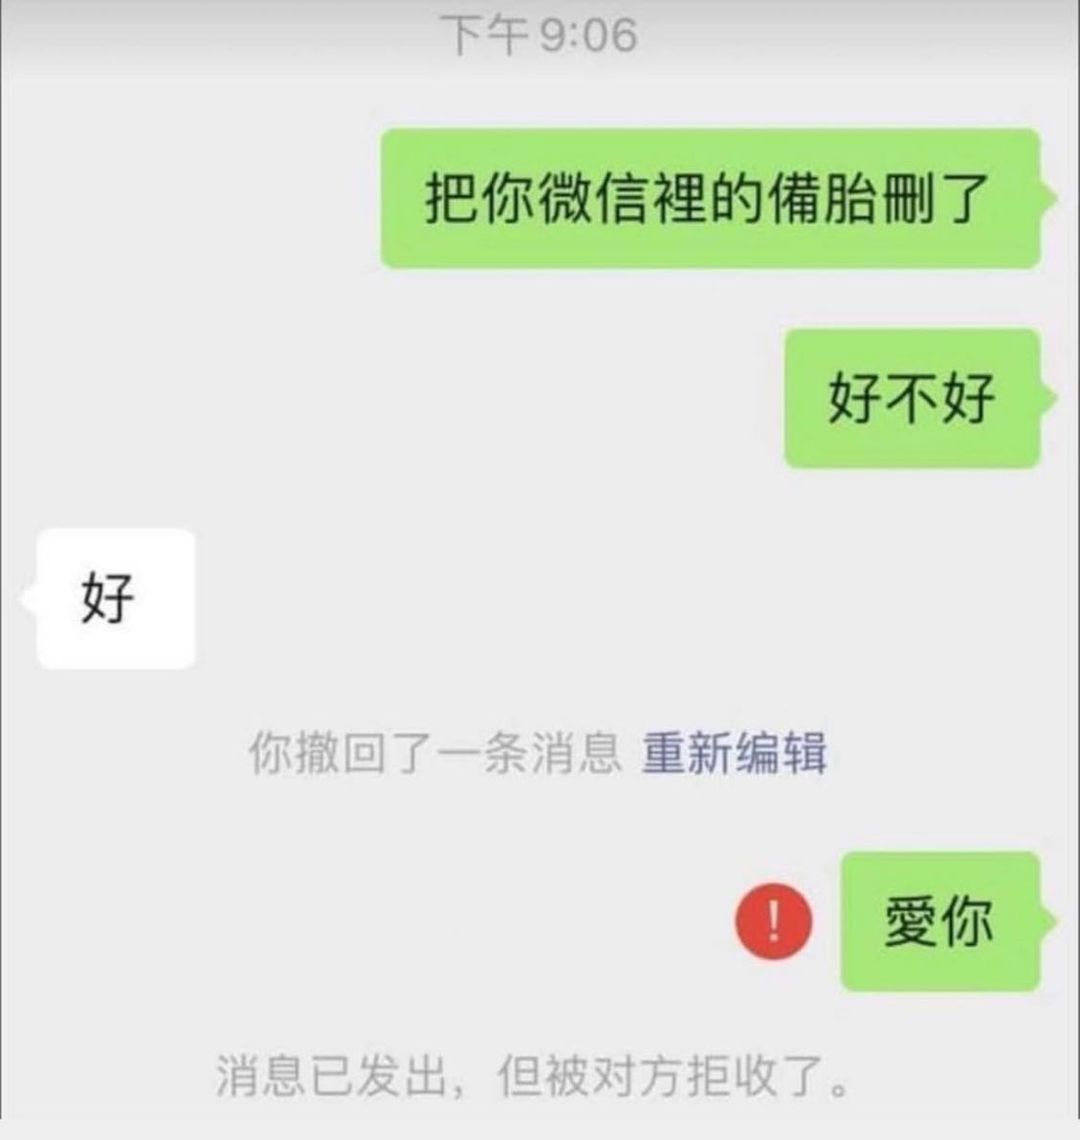 下午9:06
把你微信裡的備胎刪了
好不好
好
你撤回了一条消息 重新编辑
! 愛你
消息已发出，但被对方拒收了。